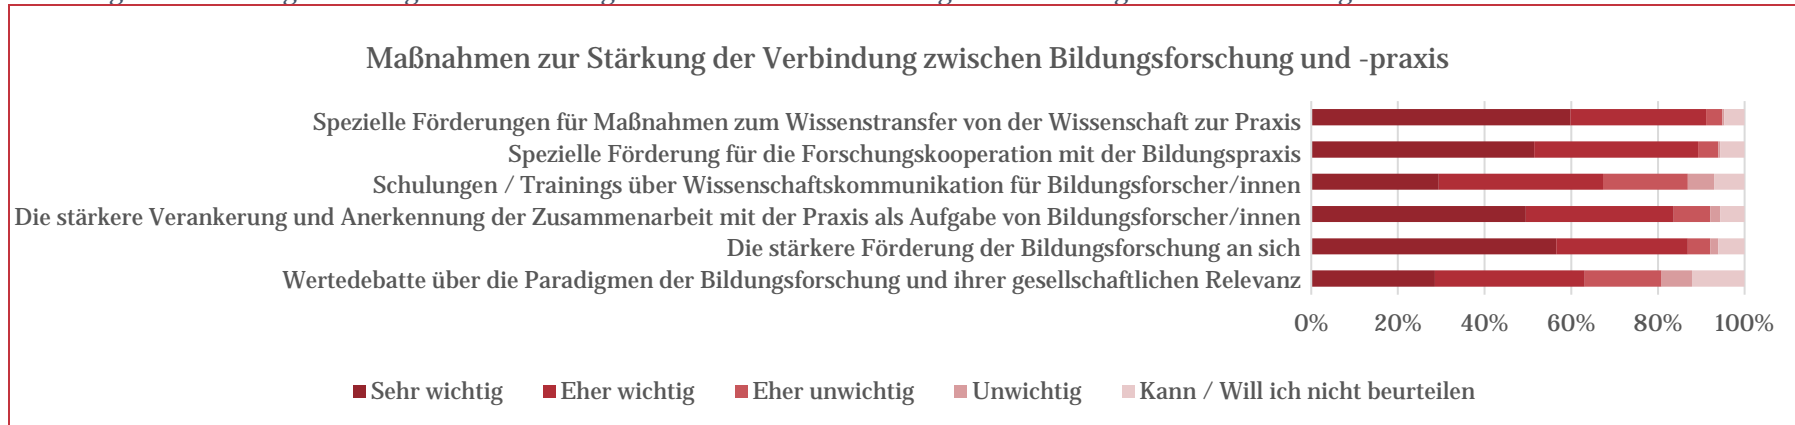 Maßnahmen zur Stärkung der Verbindung zwischen Bildungsforschung und -praxis
Spezielle Förderungen für Maßnahmen zum Wissenstransfer von der Wissenschaft zur Praxis
Spezielle Förderung für die Forschungskooperation mit der Bildungspraxis
Schulungen / Trainings über Wissenschaftskommunikation für Bildungsforscher/innen
Die stärkere Verankerung und Anerkennung der Zusammenarbeit mit der Praxis als Aufgabe von Bildungsforscher/innen
Die stärkere Förderung der Bildungsforschung an sich
Wertedebatte über die Paradigmen der Bildungsforschung und ihrer gesellschaftlichen Relevanz
0% 20% 40% 60% 80% 100%
Sehr wichtig Eher wichtig Eher unwichtig Unwichtig Kann / Will ich nicht beurteilen